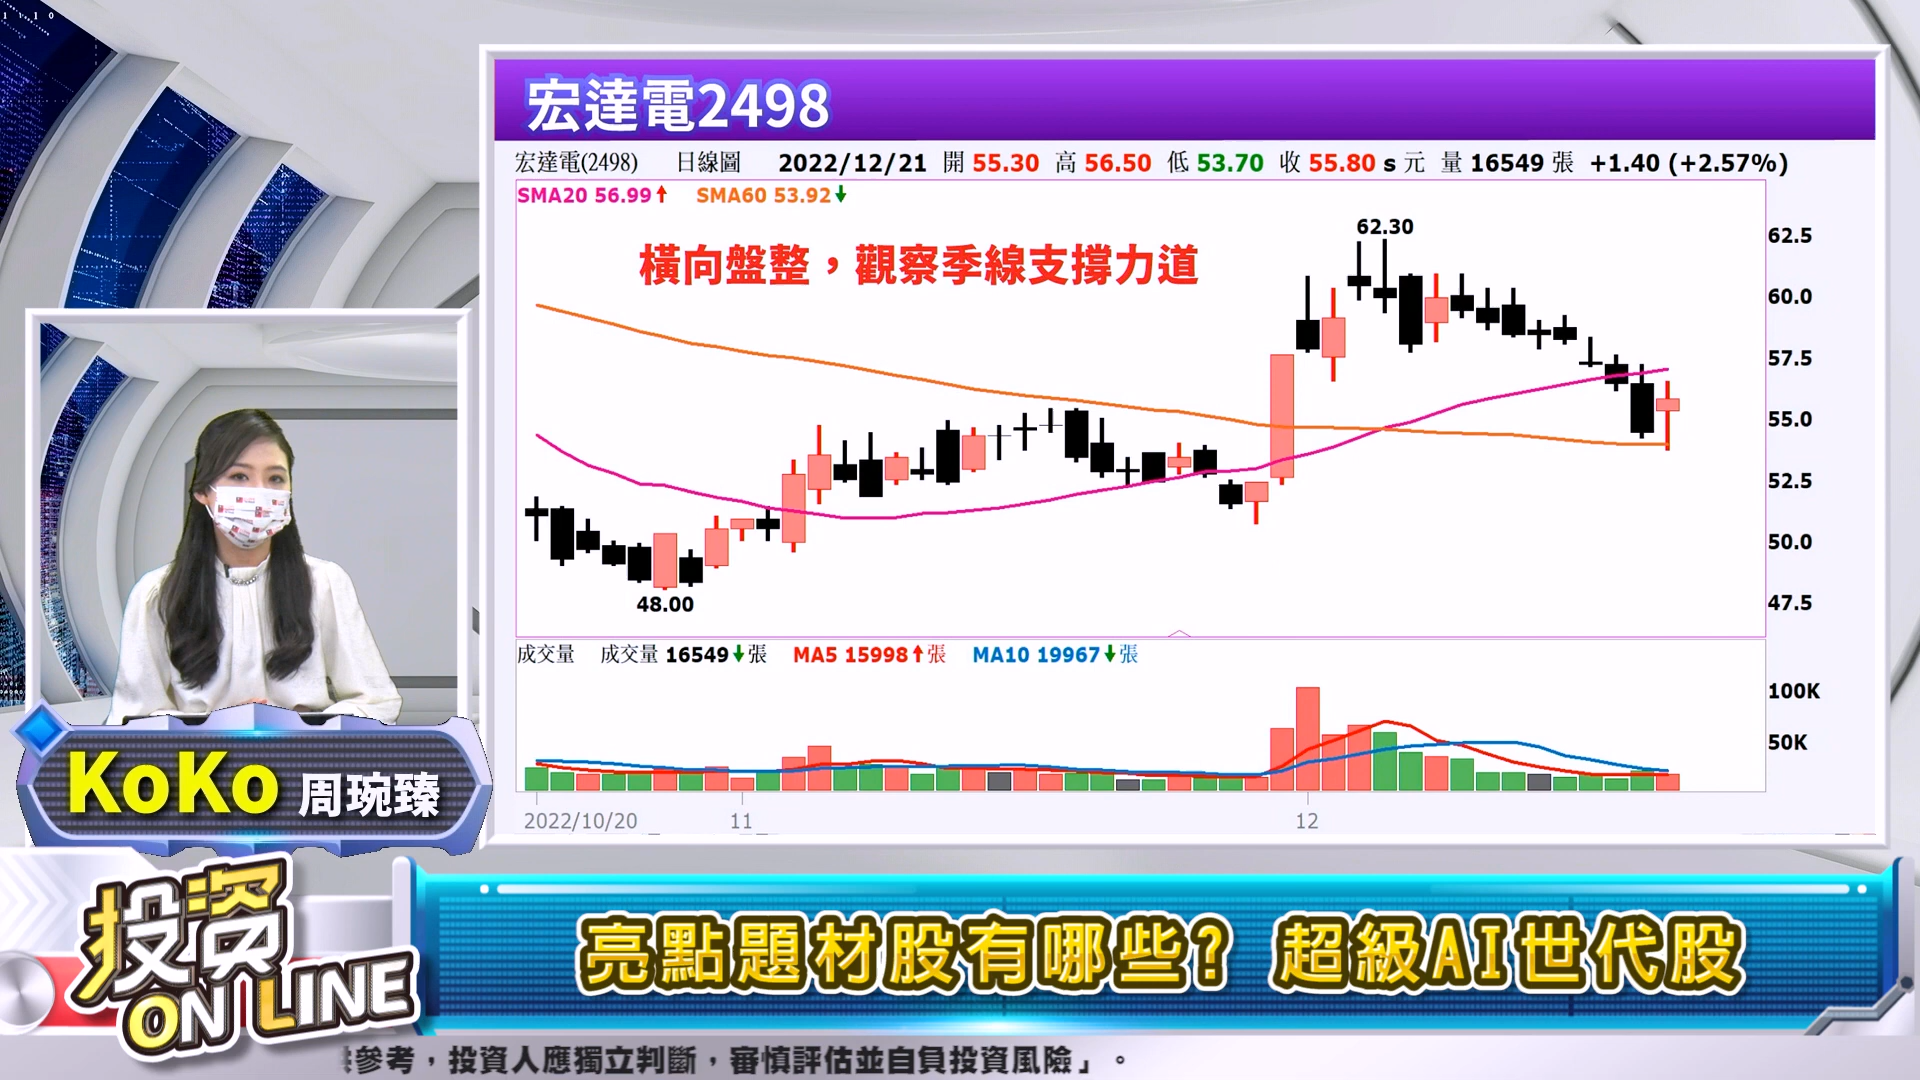 1 1 1 0
宏達電2498
宏達電(2498) 日線圖 2022/12/21 開 55.30 高 56.50 低 53.70 收 55.80 s 元 量 16549 張 +1.40 (+2.57%)
SMA20 56.99↑ SMA60 53.92↓
62.30
62.5
橫向盤整，觀察季線支撐力道
60.0
57.5
55.0
52.5
50.0
48.00
47.5
成交量 成交量 16549↓張 MA5 15998↑張 MA10 19967↓張
100K
50K
2022/10/20 11 12
KoKo 周琬臻
投資
ON LINE
亮點題材股有哪些? 超級AI世代股
參考，投資人應獨立判斷，審慎評估並自負投資風險」。